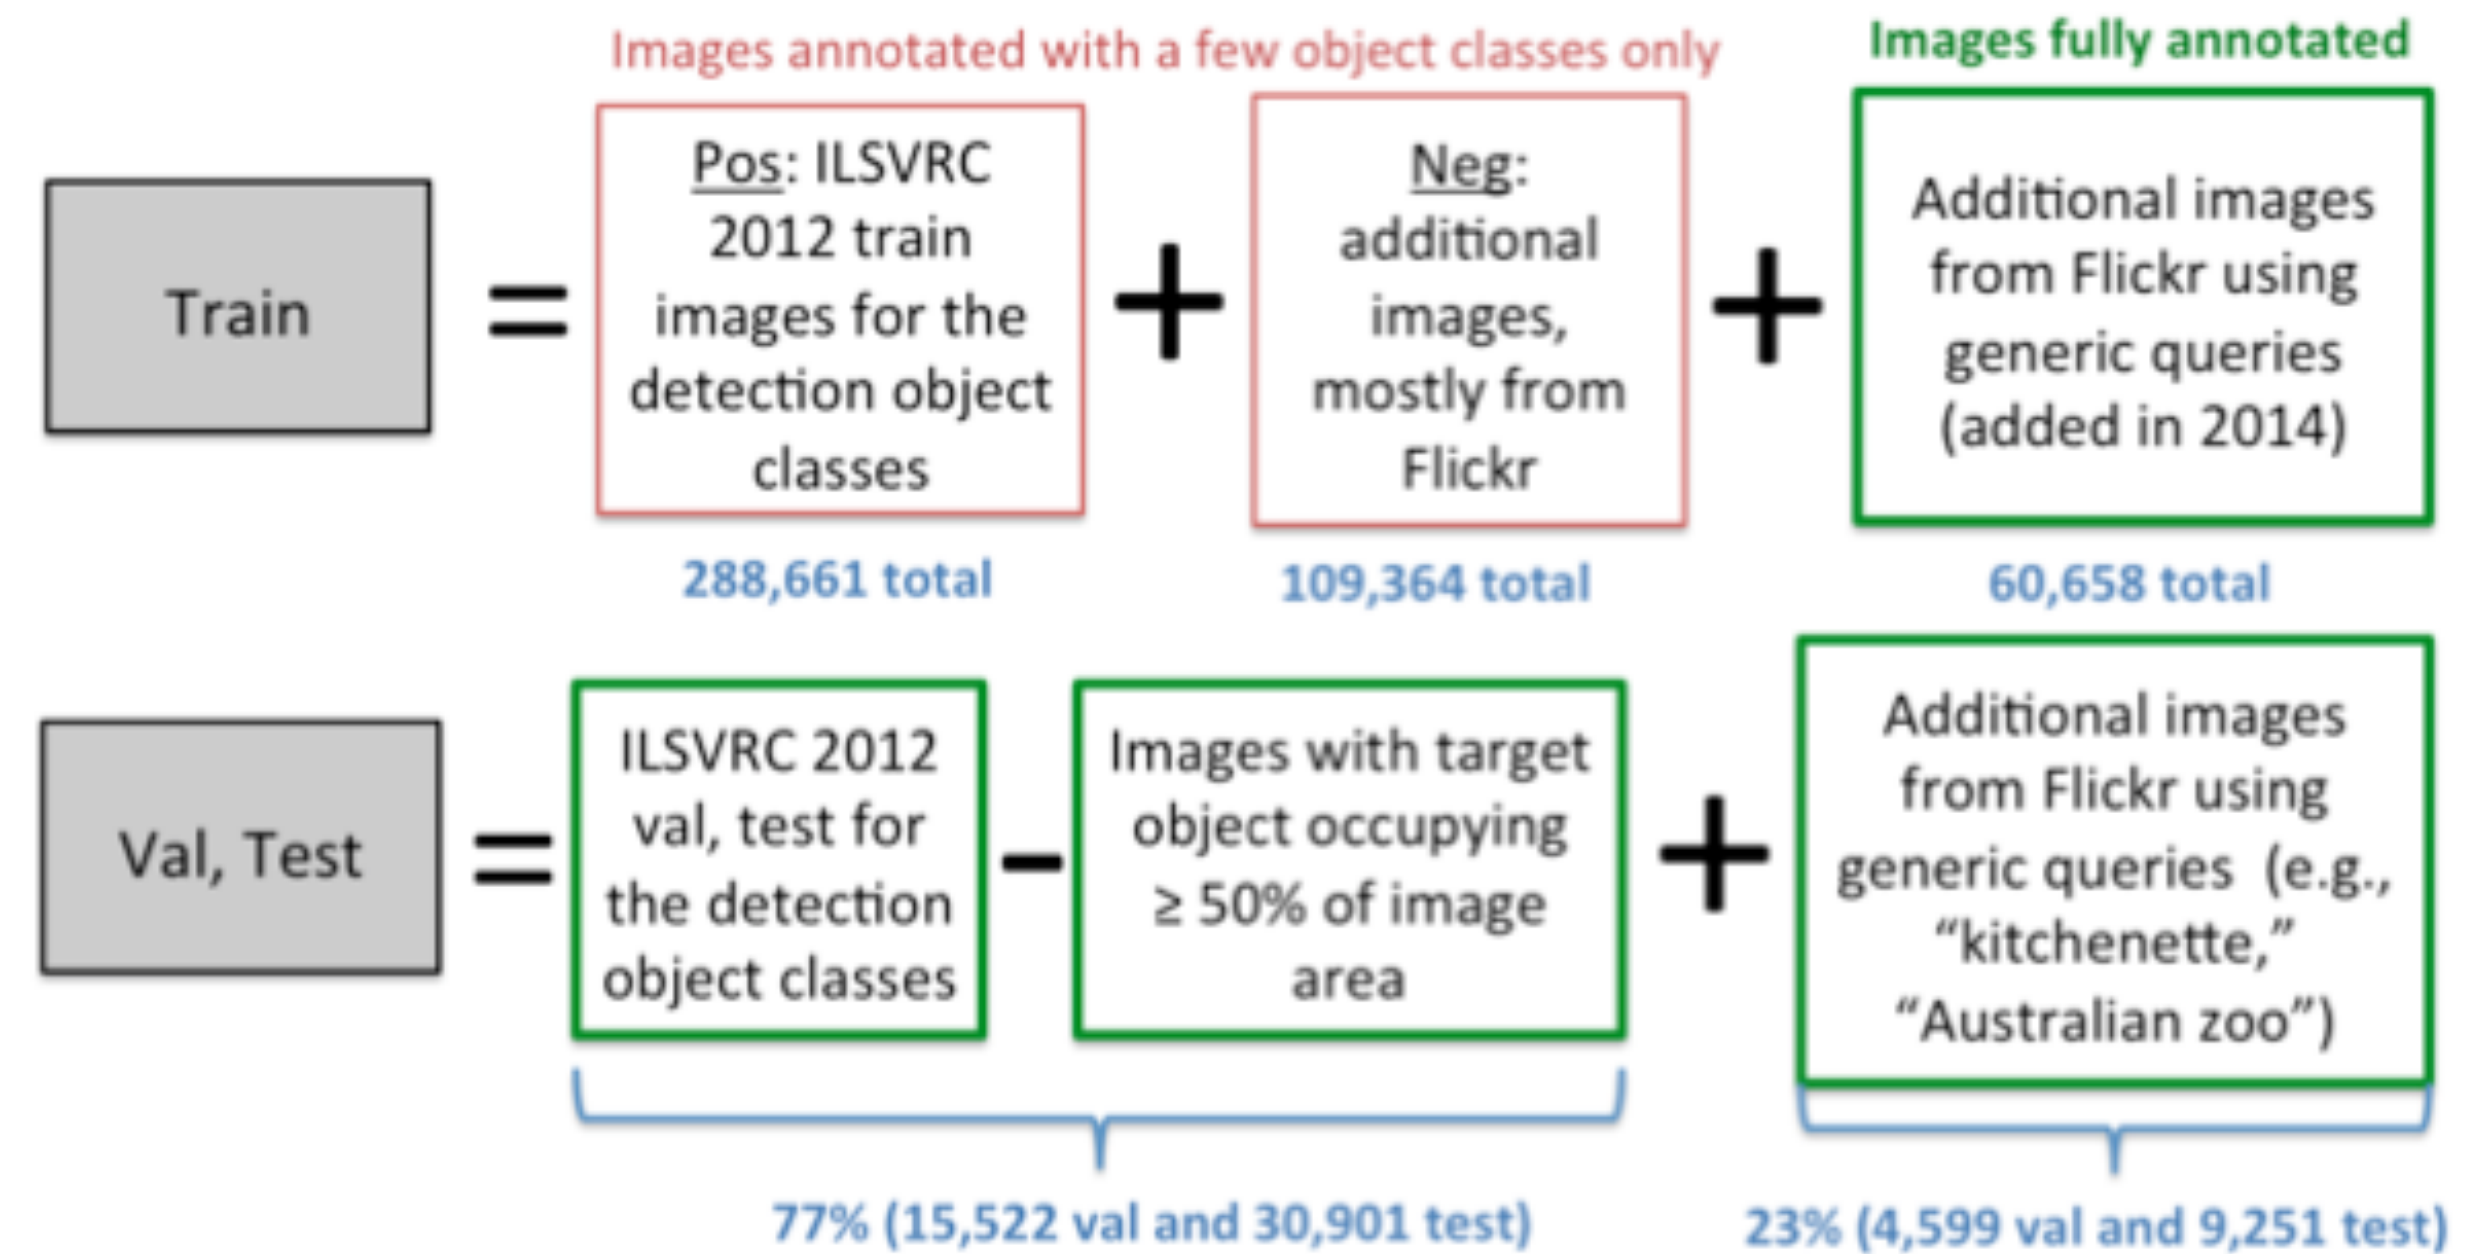 Images annotated with a few object classes only
Images fully annotated
Train
=
Pos: ILSVRC
2012 train
images for the
detection object
classes
+
Neg:
additional
images,
mostly from
Flickr
+
Additional images
from Flickr using
generic queries
(added in 2014)
288,661 total
109,364 total
60,658 total
Val, Test
=
ILSVRC 2012
val, test for
the detection
object classes
-
Images with target
object occupying
≥ 50% of image
area
+
Additional images
from Flickr using
generic queries (e.g.,
“kitchenette,”
“Australian zoo”)
77% (15,522 val and 30,901 test)
23% (4,599 val and 9,251 test)